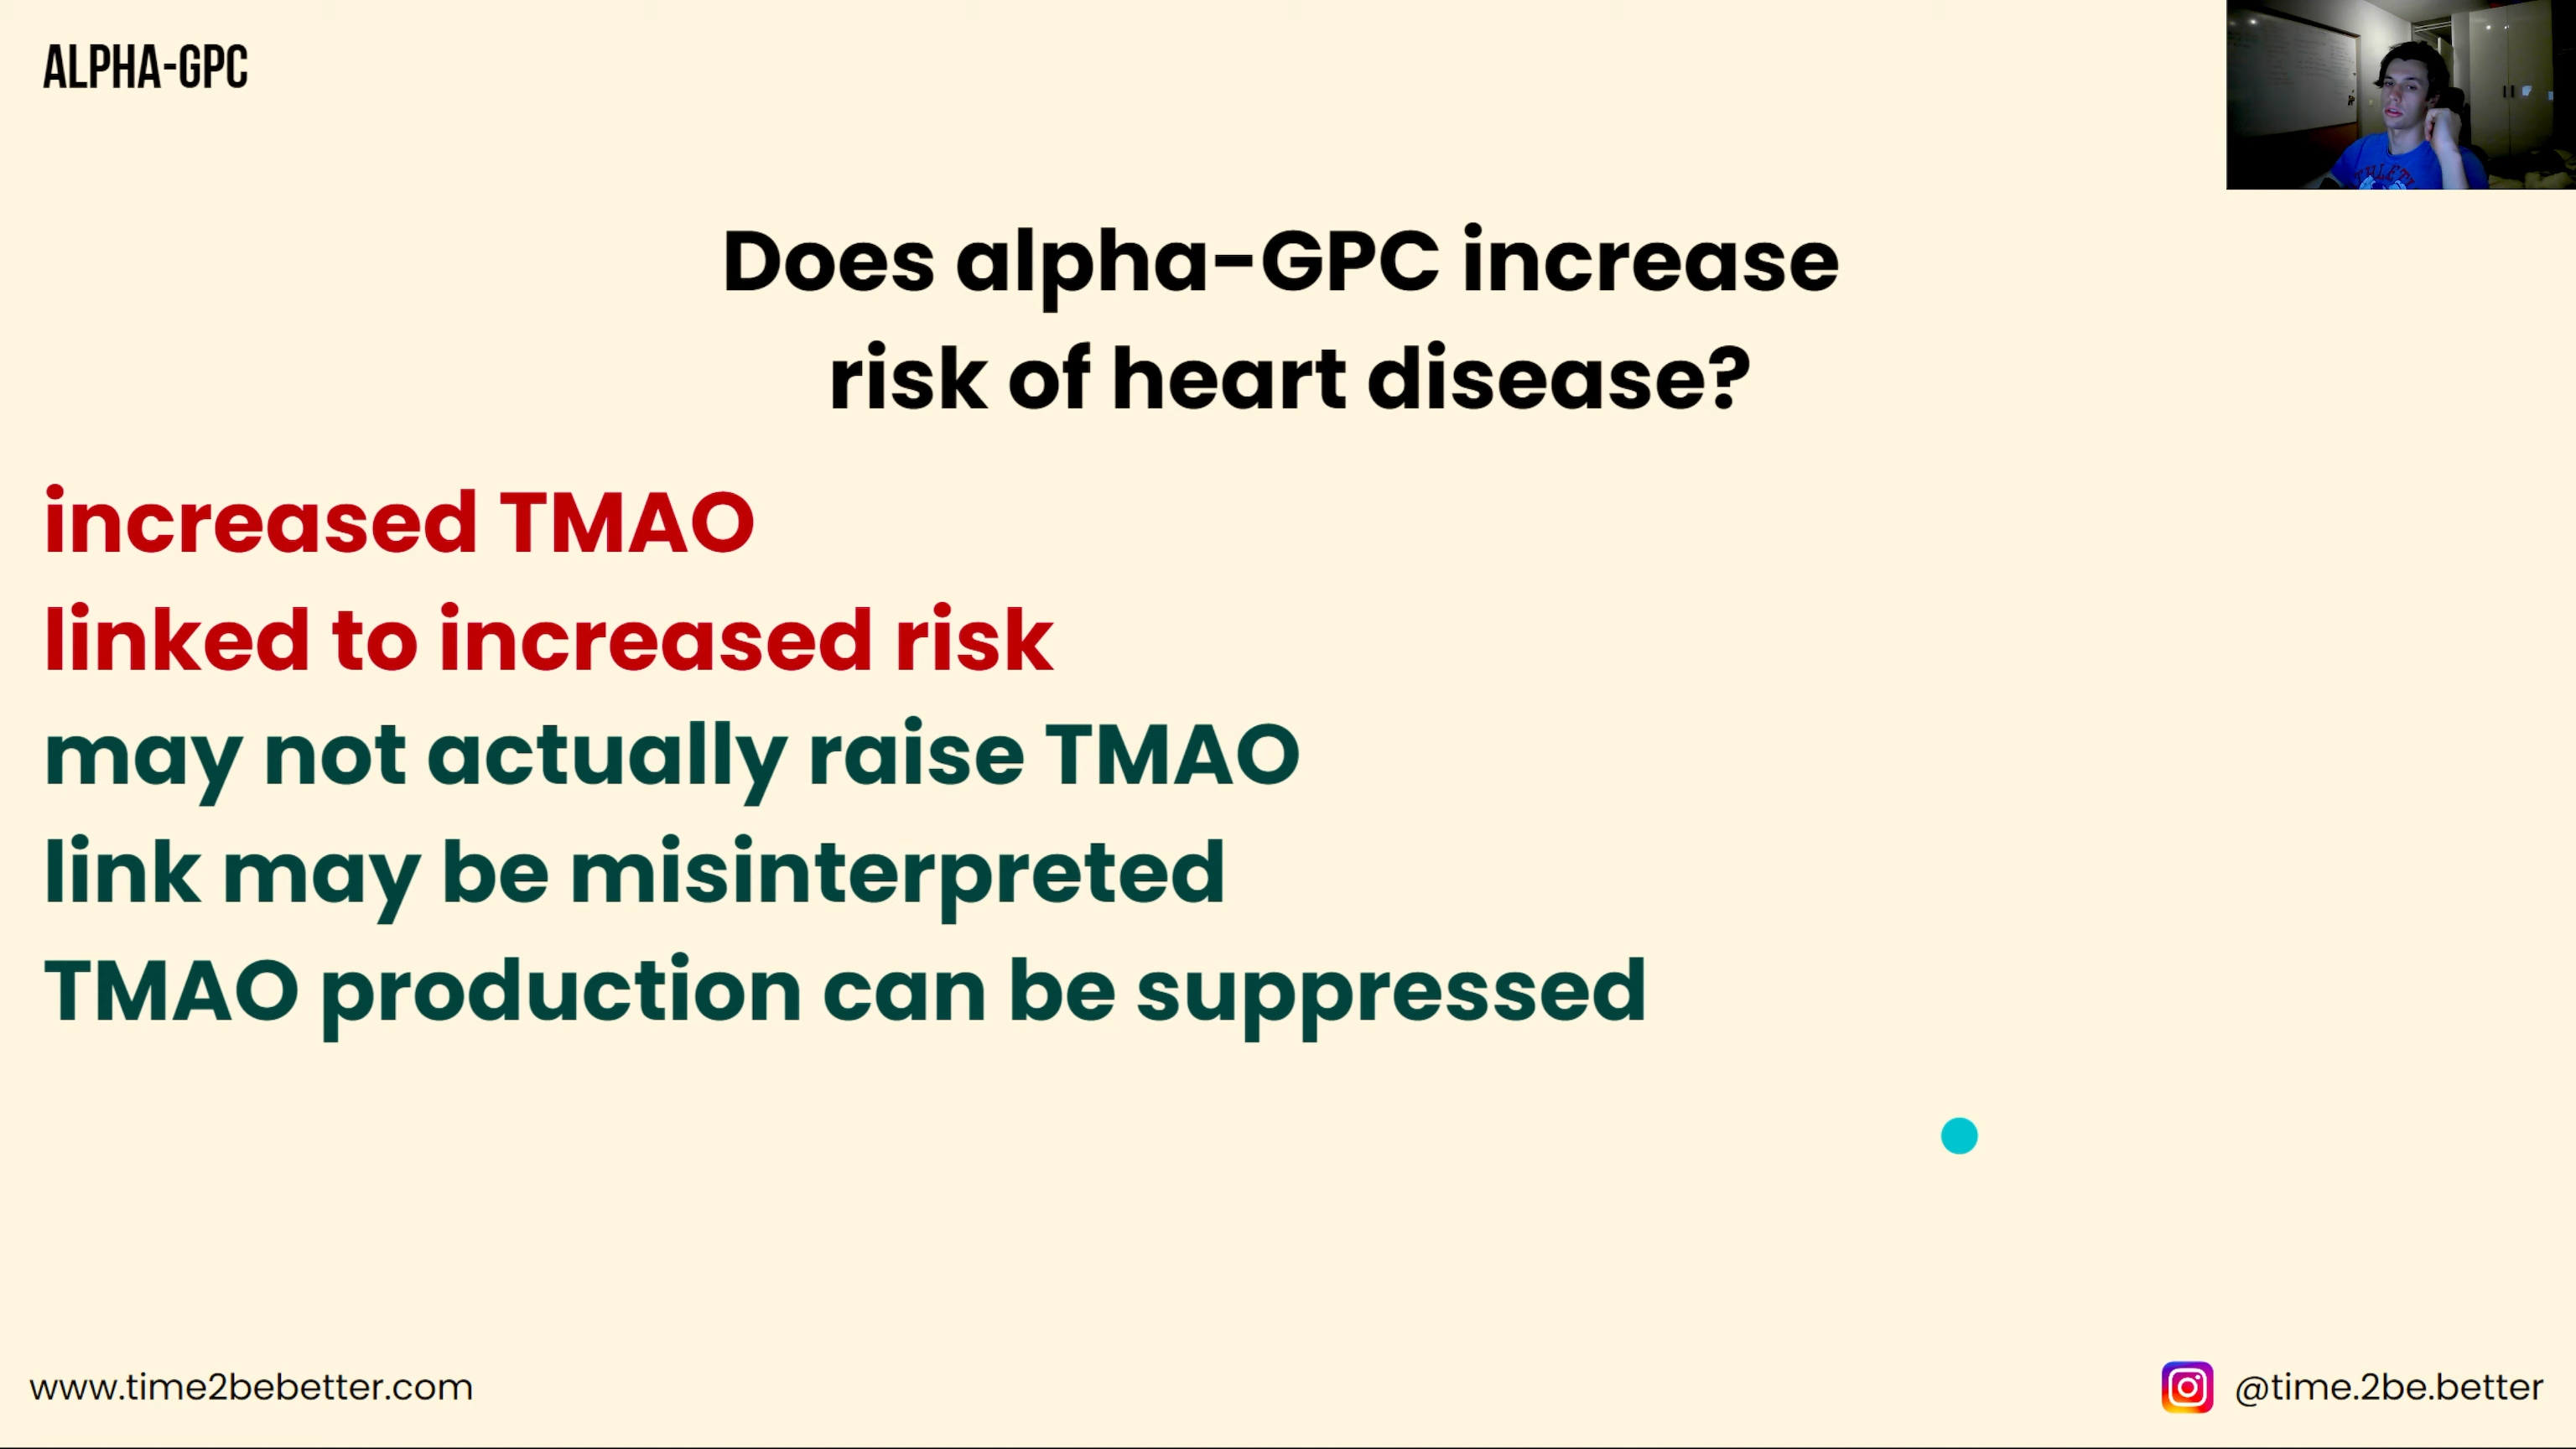 ALPHA-GPC
Does alpha-GPC increase
risk of heart disease?
increased TMAO
linked to increased risk
may not actually raise TMAO
link may be misinterpreted
TMAO production can be suppressed
www.time2bebetter.com
@time.2be.better